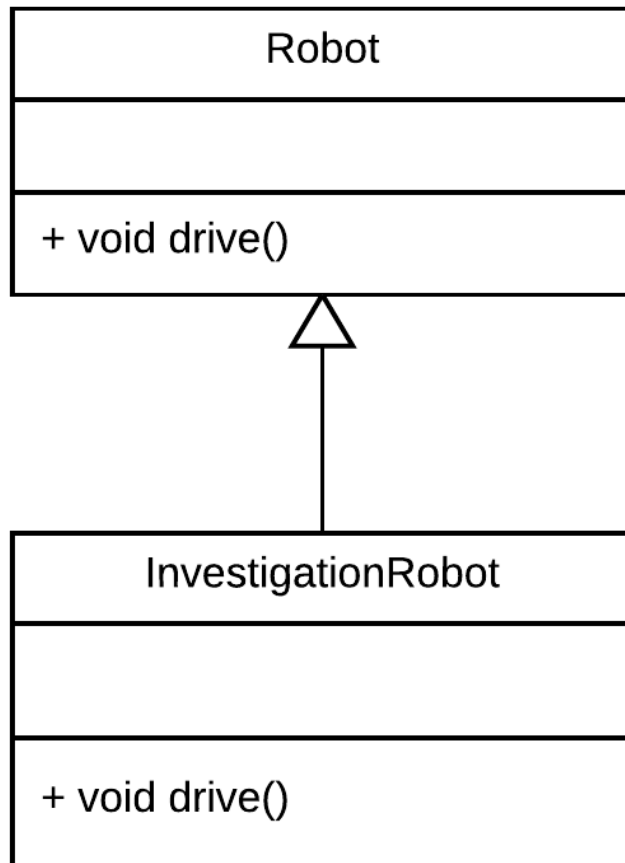 Robot
+ void drive()
InvestigationRobot
+ void drive()